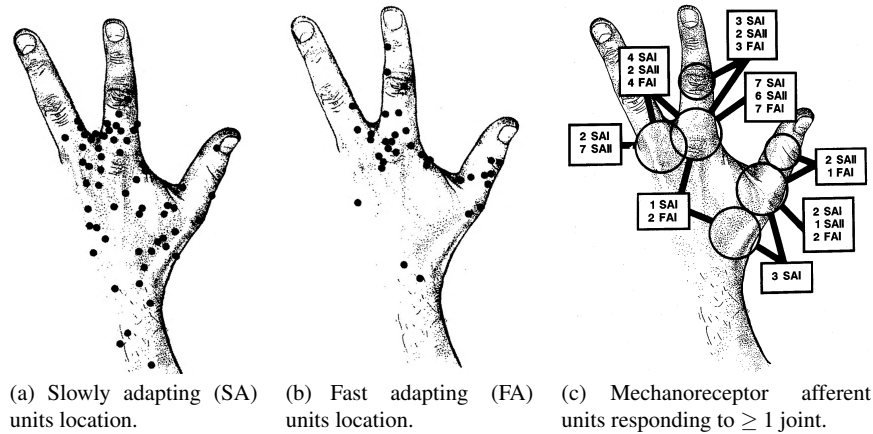 3 SAI
2 SAII
3 FAI
4 SAI
2 SAII
4 FAI
7 SAI
6 SAII
7 FAI
2 SAI
7 SAII
2 SAII
1 FAI
1 SAI
2 FAI
2 SAI
1 SAII
2 FAI
3 SAI
(a) Slowly adapting (SA)
units location.
(b) Fast adapting (FA)
units location.
(c) Mechanoreceptor afferent
units responding to ≥ 1 joint.